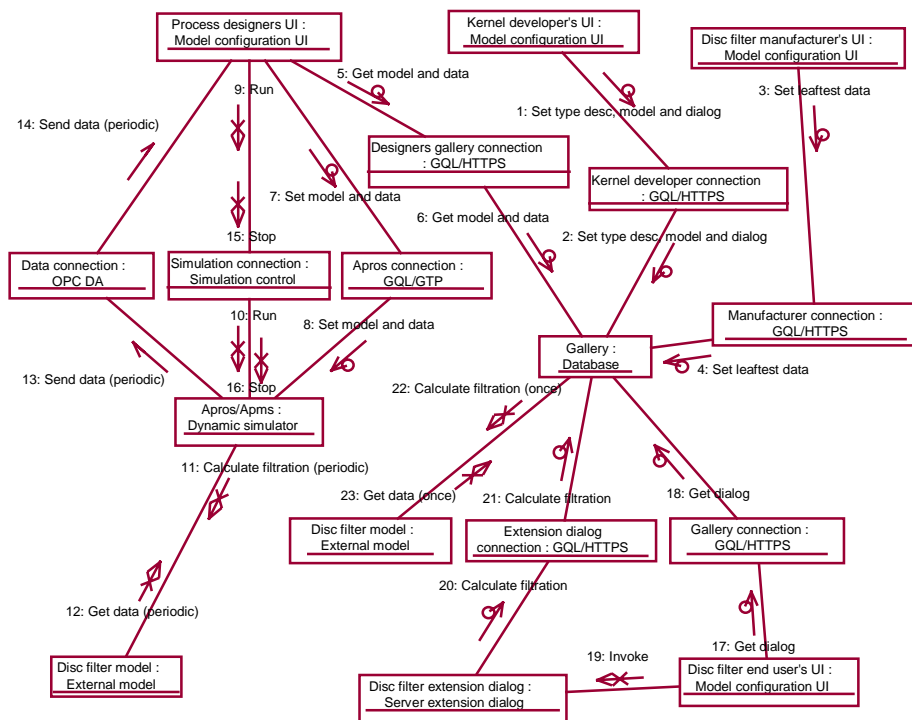 Process designers UI :
Model configuration UI
Kernel developer's UI :
Model configuration UI
Disc filter manufacturer's UI :
Model configuration UI
5: Get model and data
9: Run
3: Set leaftest data
1: Set type desc, model and dialog
14: Send data (periodic)
Designers gallery connection
: GQL/HTTPS
Kernel developer connection
: GQL/HTTPS
7: Set model and data
6: Get model and data
15: Stop
2: Set type desc, model and dialog
Data connection :
OPC DA
Simulation connection :
Simulation control
Apros connection :
GQL/GTP
Manufacturer connection :
GQL/HTTPS
10: Run
8: Set model and data
Gallery :
Database
4: Set leaftest data
13: Send data (periodic)
16: Stop
22: Calculate filtration (once)
Apros/Apms :
Dynamic simulator
11: Calculate filtration (periodic)
23: Get data (once)
21: Calculate filtration
18: Get dialog
Disc filter model :
External model
Extension dialog
connection : GQL/HTTPS
Gallery connection :
GQL/HTTPS
20: Calculate filtration
12: Get data (periodic)
17: Get dialog
19: Invoke
Disc filter model :
External model
Disc filter extension dialog :
Server extension dialog
Disc filter end user's UI :
Model configuration UI